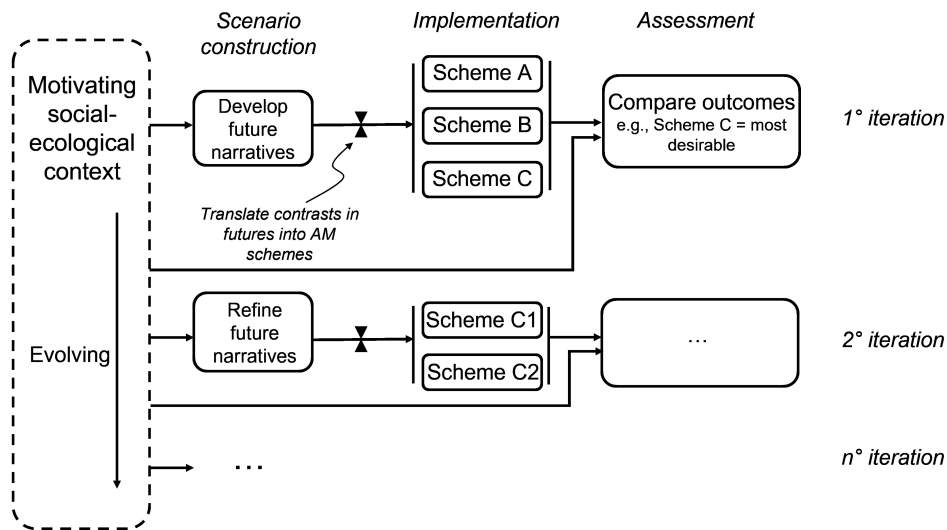 Scenario
construction
Implementation
Assessment
Motivating
social-
ecological
context
Develop
future
narratives
Scheme A
Scheme B
Scheme C
Compare outcomes
e.g., Scheme C = most
desirable
1° iteration
Translate contrasts in
futures into AM
schemes
Evolving
Refine
future
narratives
Scheme C1
Scheme C2
...
2° iteration
...
n° iteration